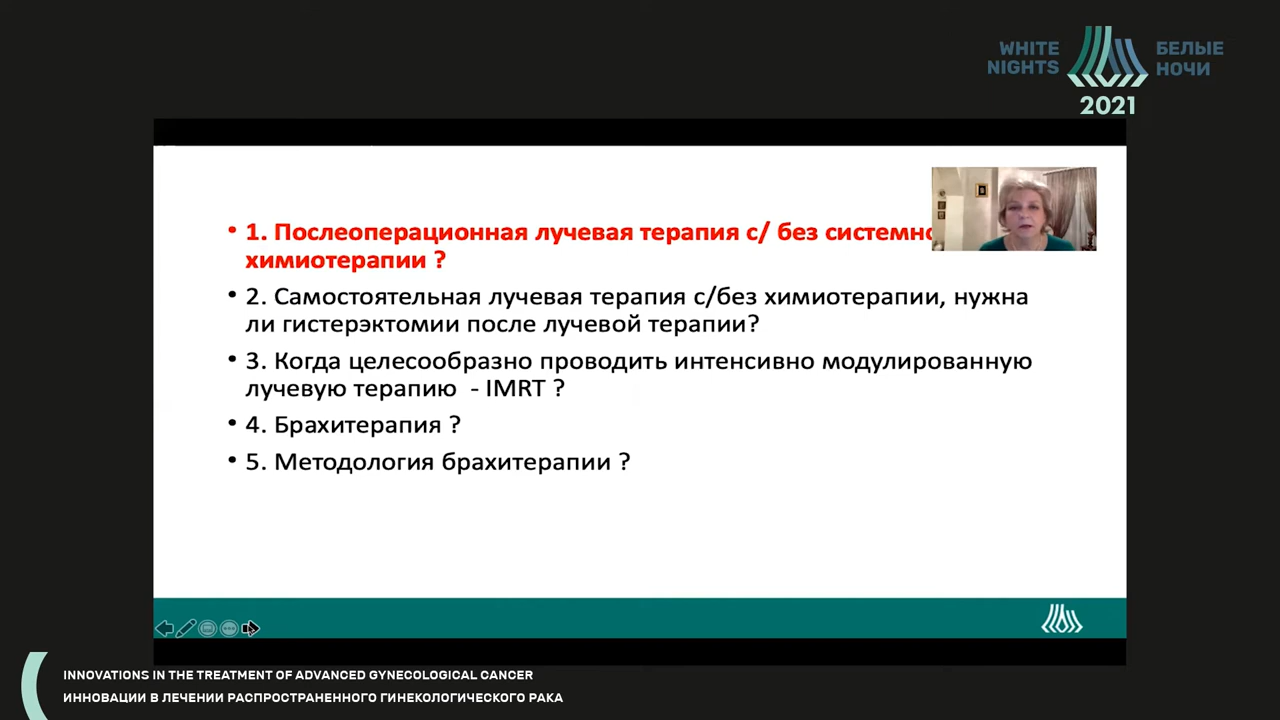 WHITE NIGHTS
БЕЛЫЕ НОЧИ
2021
• 1. Послеоперационная лучевая терапия с/ без
химиотерапии ?
• 2. Самостоятельная лучевая терапия с/без химиотерапии, нужна
ли гистерэктомии после лучевой терапии?
• 3. Когда целесообразно проводить интенсивно модулированную
лучевую терапию - IMRT ?
• 4. Брахитерапия ?
• 5. Методология брахитерапии ?
INNOVATIONS IN THE TREATMENT OF ADVANCED GYNECOLOGICAL CANCER
ИННОВАЦИИ В ЛЕЧЕНИИ РАСПРОСТРАНЕННОГО ГИНЕКОЛОГИЧЕСКОГО РАКА